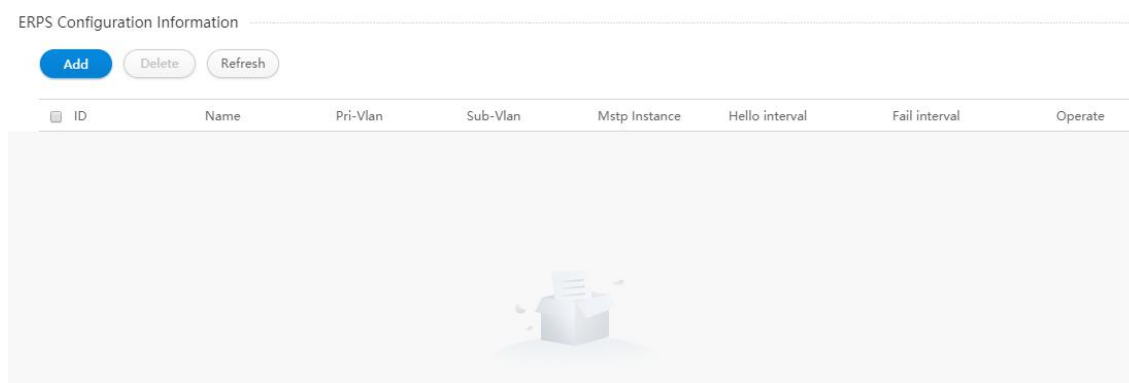 ERPS Configuration Information
Add Delete Refresh
ID Name Pri-Vlan Sub-Vlan Mstp Instance Hello interval Fail interval Operate